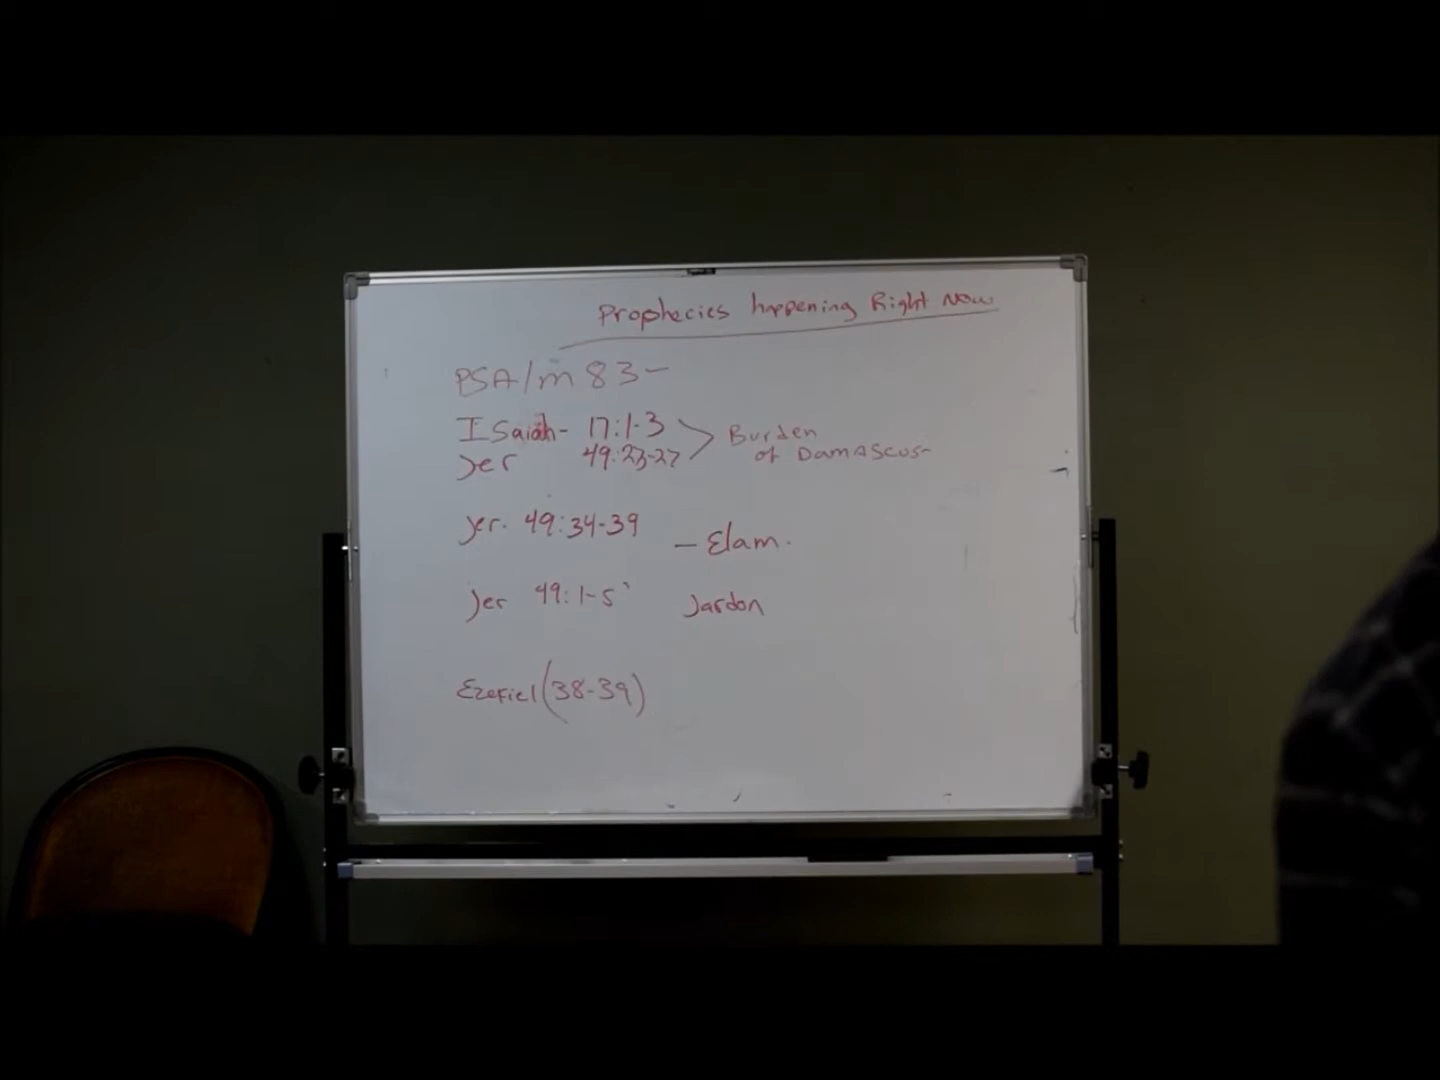 Prophecies happening Right Now
PSAlm 83-
ISaiah- 17:1-3
Jer 49:23-27
Burden
of DAMAScus-
Jer. 49:34-39
- Elam.
Jer 49:1-5
Jardon
Ezekiel (38-39)